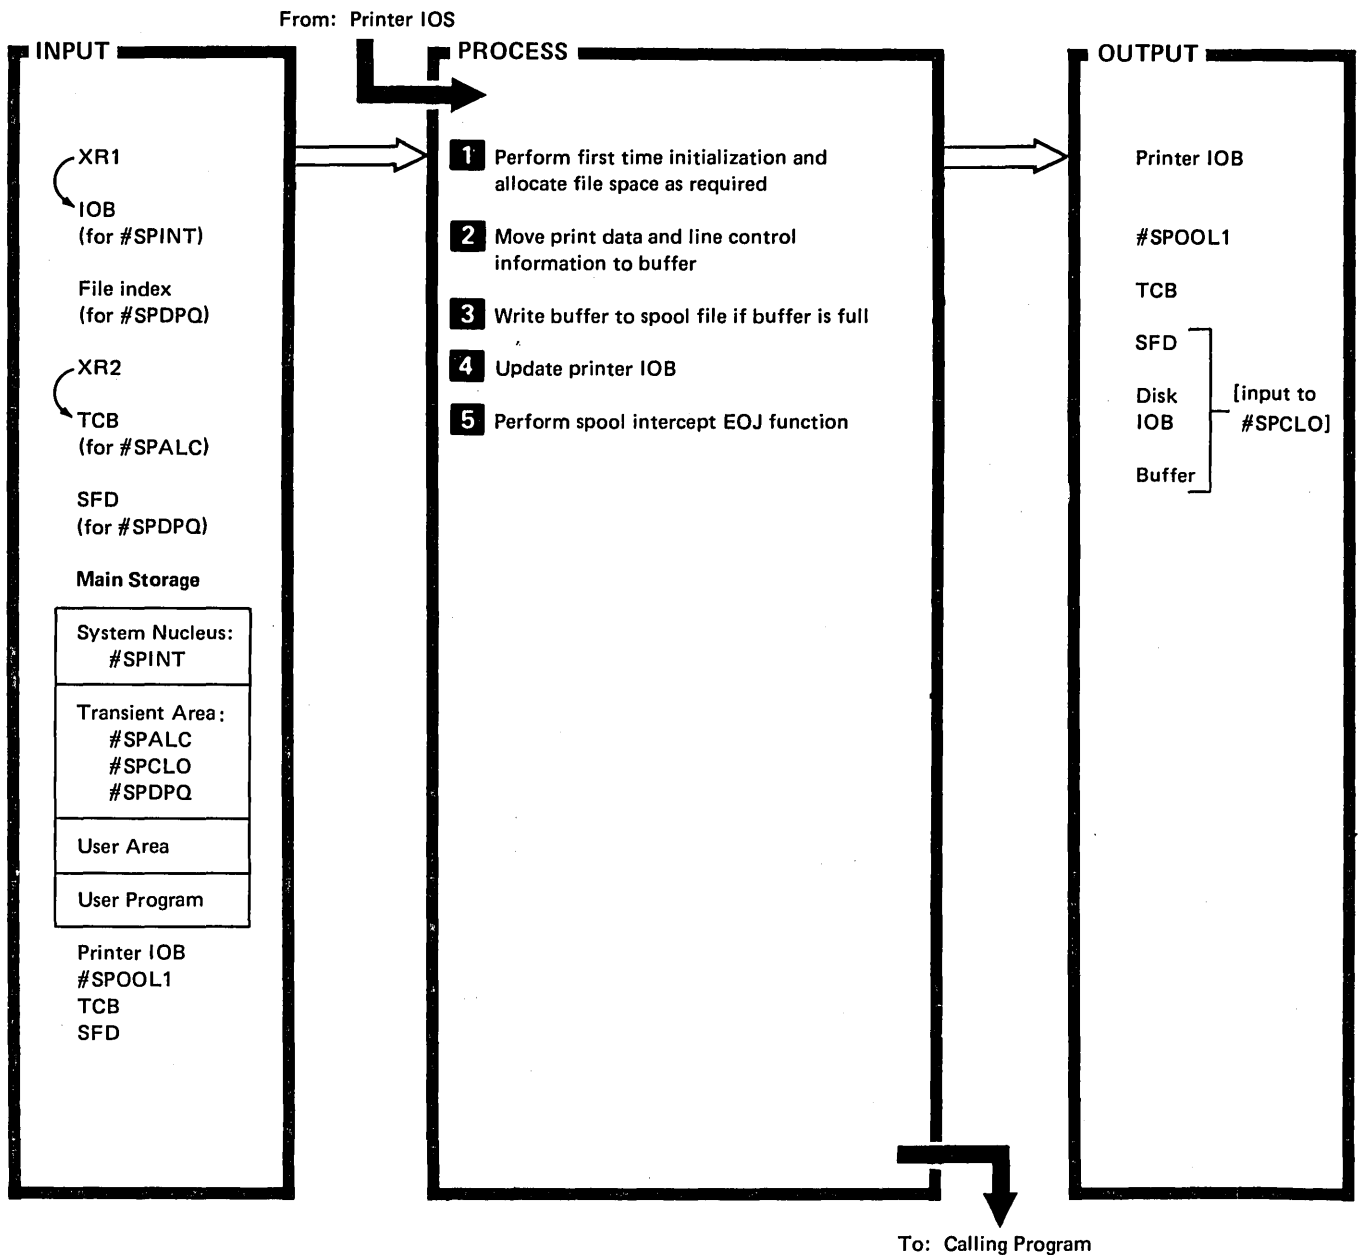 From: Printer IOS
INPUT
XR1
IOB
(for #SPINT)
File index
(for #SPDPQ)
XR2
TCB
(for #SPALC)
SFD
(for #SPDPQ)
Main Storage
System Nucleus:
#SPINT
Transient Area:
#SPALC
#SPCLO
#SPDPQ
User Area
User Program
Printer IOB
#SPOOL1
TCB
SFD
PROCESS
1 Perform first time initialization and
allocate file space as required
2 Move print data and line control
information to buffer
3 Write buffer to spool file if buffer is full
4 Update printer IOB
5 Perform spool intercept EOJ function
OUTPUT
Printer IOB
#SPOOL1
TCB
SFD
Disk
IOB
Buffer
[input to
#SPCLO]
To: Calling Program